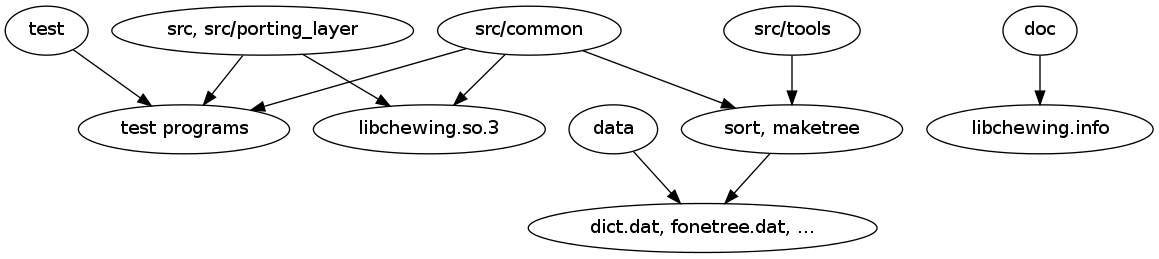 test
src, src/porting_layer
src/common
src/tools
doc
test programs
libchewing.so.3
data
sort, maketree
libchewing.info
dict.dat, fonetree.dat, ...